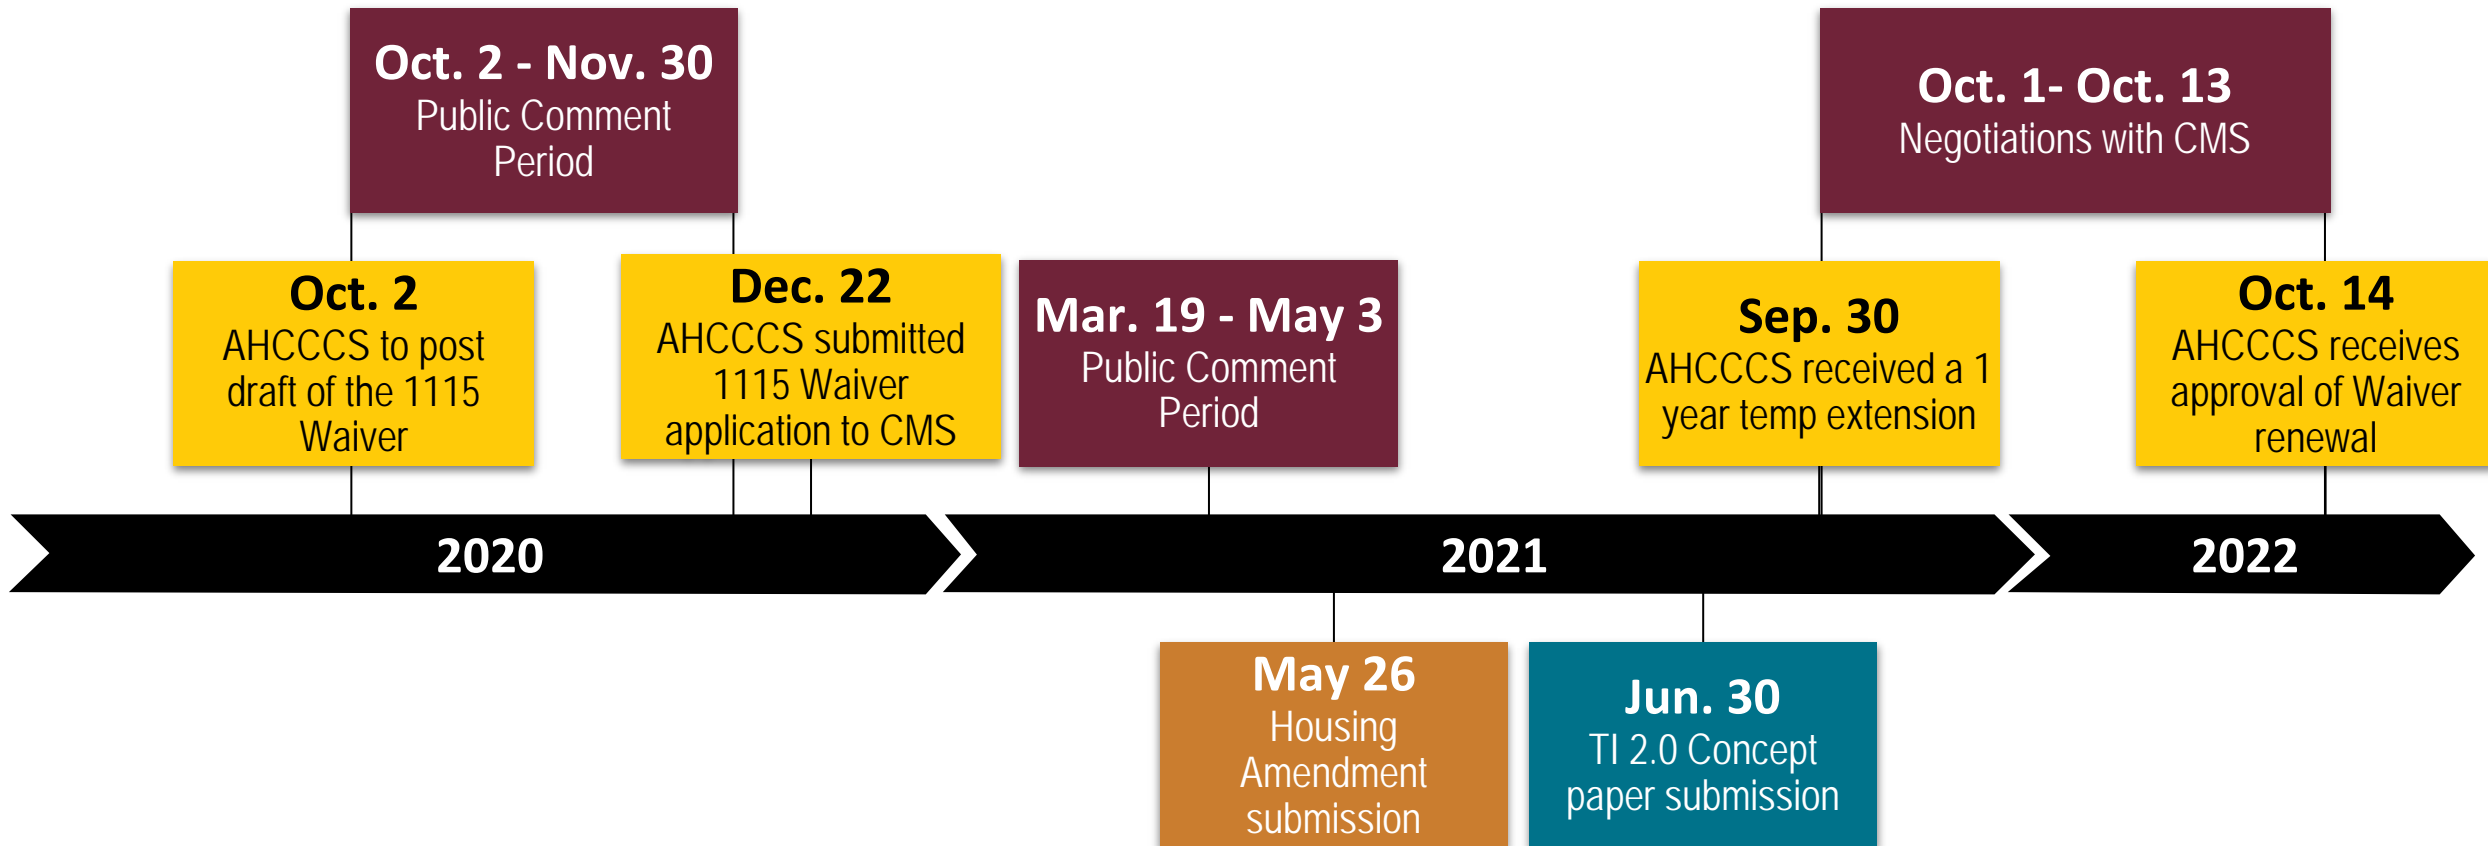 Oct. 2 - Nov. 30
Public Comment
Period
Oct. 1- Oct. 13
Negotiations with CMS
Oct. 2
AHCCCS to post
draft of the 1115
Waiver
Dec. 22
AHCCCS submitted
1115 Waiver
application to CMS
Mar. 19 - May 3
Public Comment
Period
Sep. 30
AHCCCS received a 1
year temp extension
Oct. 14
AHCCCS receives
approval of Waiver
renewal
2020
2021
2022
May 26
Housing
Amendment
submission
Jun. 30
TI 2.0 Concept
paper submission